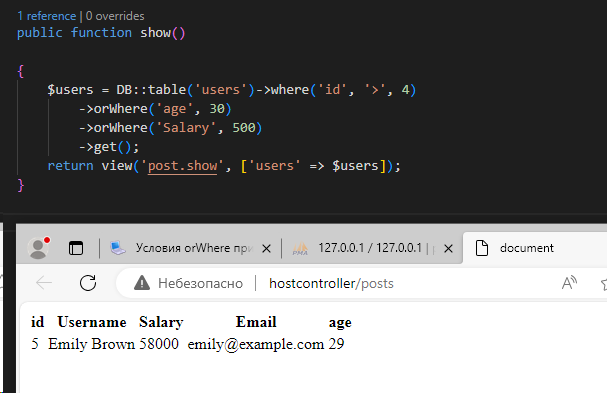 1 reference | 0 overrides
public function show()
{
$users = DB::table('users')->where('id', '>', 4)
->orWhere('age', 30)
->orWhere('Salary', 500)
->get();
return view('post.show', ['users' => $users]);
}
Условия orWhere при
127.0.0.1 / 127.0.0.1 | p
document
Небезопасно | hostcontroller/posts
id Username Salary Email age
5 Emily Brown 58000 emily@example.com 29